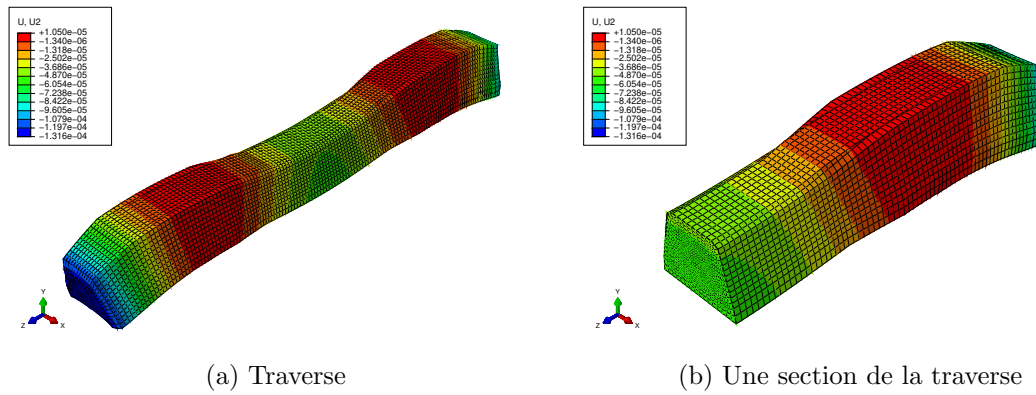 U, U2
+1.050e-05
-1.340e-06
-1.318e-05
-2.502e-05
-3.686e-05
-4.870e-05
-6.054e-05
-7.238e-05
-8.422e-05
-9.605e-05
-1.079e-04
-1.197e-04
-1.316e-04
Y
Z
X
(a) Traverse
U, U2
+1.050e-05
-1.340e-06
-1.318e-05
-2.502e-05
-3.686e-05
-4.870e-05
-6.054e-05
-7.238e-05
-8.422e-05
-9.605e-05
-1.079e-04
-1.197e-04
-1.316e-04
Y
Z
X
(b) Une section de la traverse